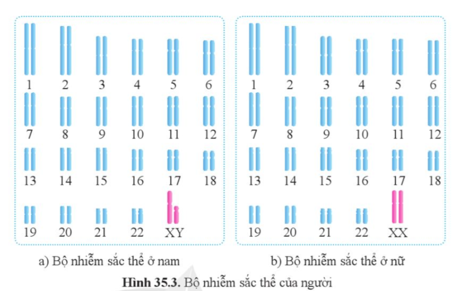 1 2 3 4 5 6
7 8 9 10 11 12
13 14 15 16 17 18
19 20 21 22 XY
a) Bộ nhiễm sắc thể ở nam
1 2 3 4 5 6
7 8 9 10 11 12
13 14 15 16 17 18
19 20 21 22 XX
b) Bộ nhiễm sắc thể ở nữ
Hình 35.3. Bộ nhiễm sắc thể của người